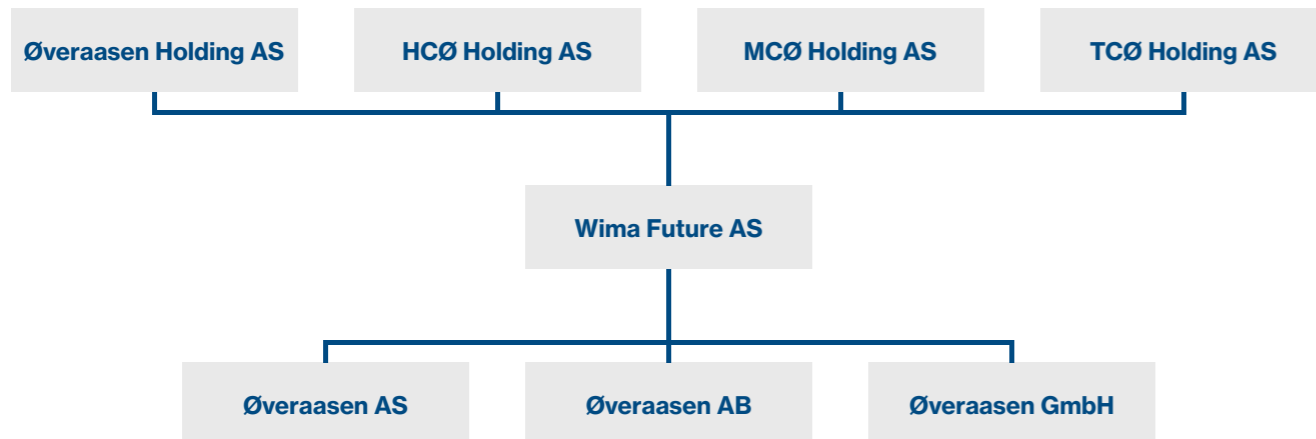 Øveraasen Holding AS
HCØ Holding AS
MCØ Holding AS
TCØ Holding AS
Wima Future AS
Øveraasen AS
Øveraasen AB
Øveraasen GmbH